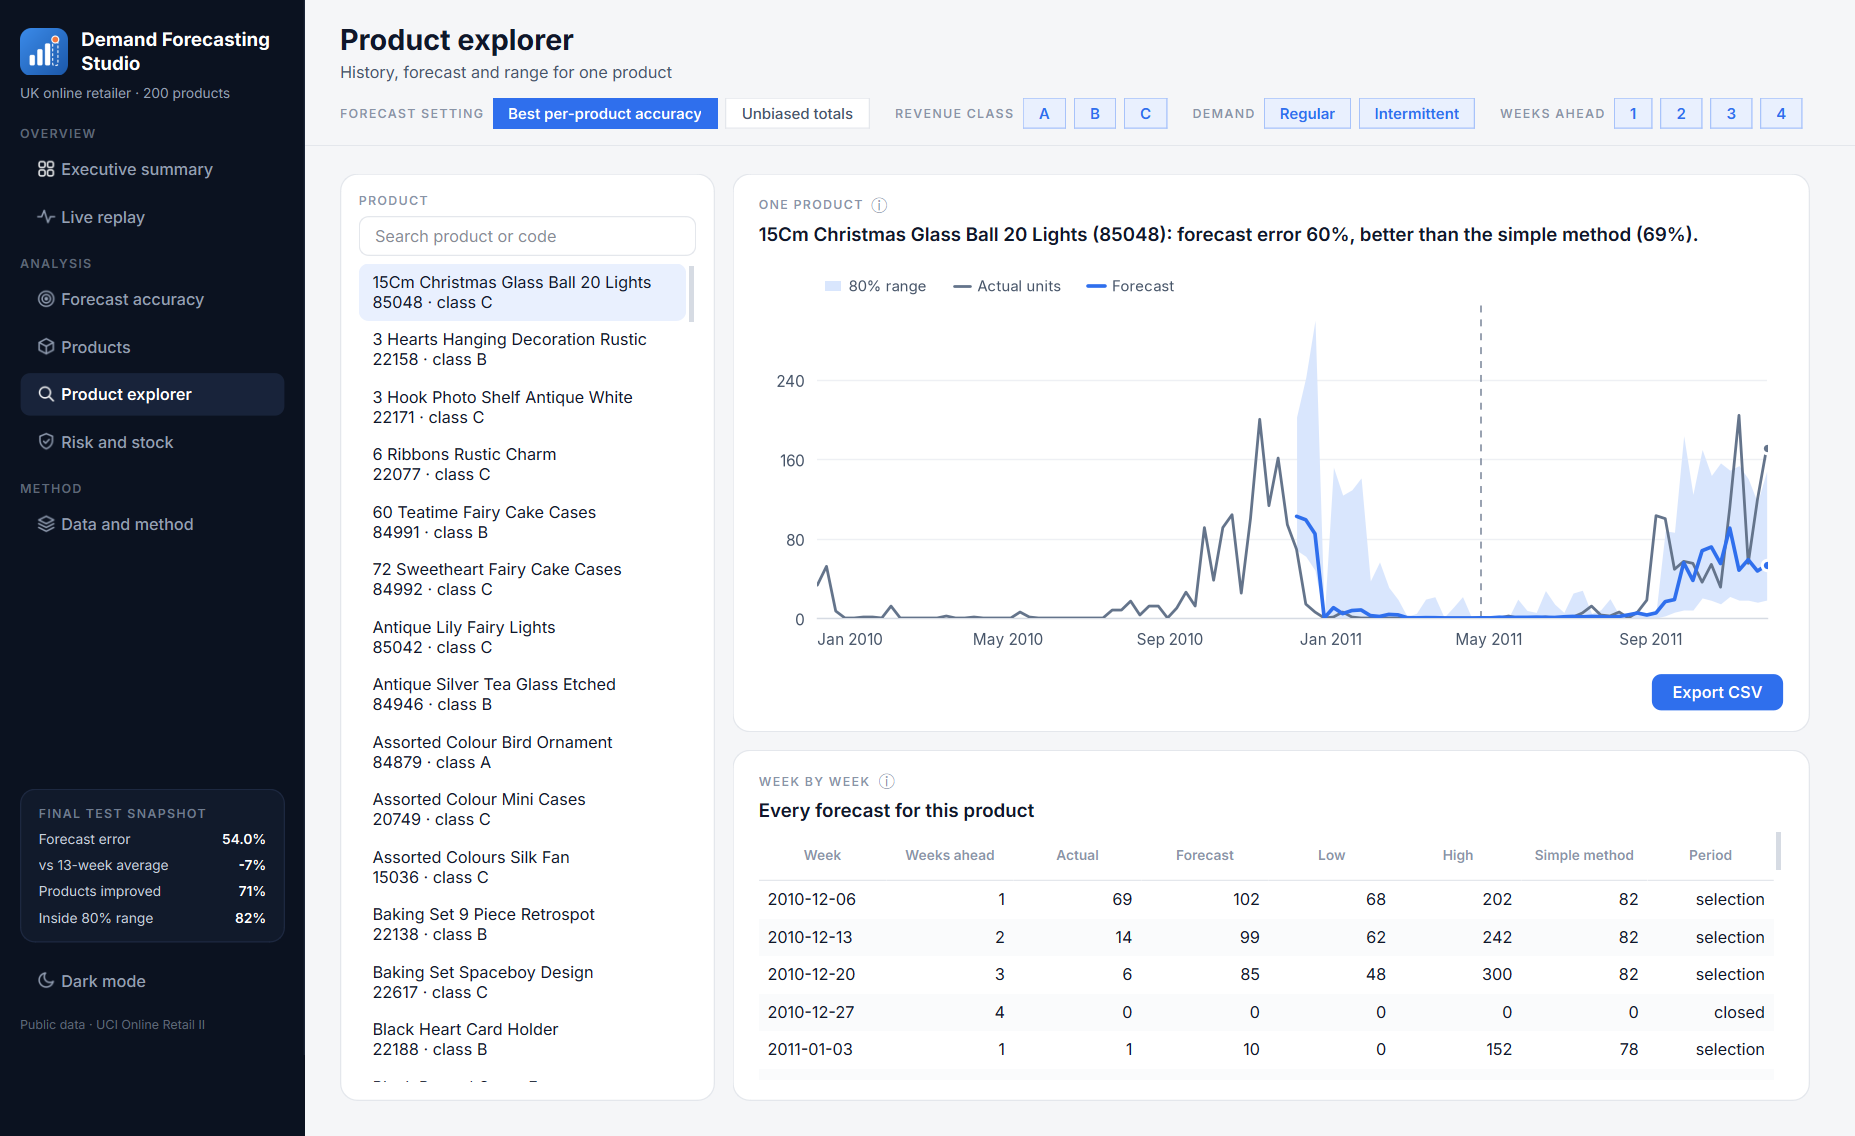 Demand Forecasting
Studio
UK online retailer · 200 products
OVERVIEW
Executive summary
Live replay
ANALYSIS
Forecast accuracy
Products
Product explorer
Risk and stock
METHOD
Data and method
FINAL TEST SNAPSHOT
Forecast error 54.0%
vs 13-week average -7%
Products improved 71%
Inside 80% range 82%
Dark mode
Public data · UCI Online Retail II
Product explorer
History, forecast and range for one product
FORECAST SETTING Best per-product accuracy Unbiased totals REVENUE CLASS A B C DEMAND Regular Intermittent WEEKS AHEAD 1 2 3 4
PRODUCT
Search product or code
15Cm Christmas Glass Ball 20 Lights
85048 · class C
3 Hearts Hanging Decoration Rustic
22158 · class B
3 Hook Photo Shelf Antique White
22171 · class C
6 Ribbons Rustic Charm
22077 · class C
60 Teatime Fairy Cake Cases
84991 · class B
72 Sweetheart Fairy Cake Cases
84992 · class C
Antique Lily Fairy Lights
85042 · class C
Antique Silver Tea Glass Etched
84946 · class B
Assorted Colour Bird Ornament
84879 · class A
Assorted Colour Mini Cases
20749 · class C
Assorted Colours Silk Fan
15036 · class C
Baking Set 9 Piece Retrospot
22138 · class B
Baking Set Spaceboy Design
22617 · class C
Black Heart Card Holder
22188 · class B
ONE PRODUCT
15Cm Christmas Glass Ball 20 Lights (85048): forecast error 60%, better than the simple method (69%).
80% range Actual units Forecast
240
160
80
0
Jan 2010 May 2010 Sep 2010 Jan 2011 May 2011 Sep 2011
Export CSV
WEEK BY WEEK
Every forecast for this product
Week Weeks ahead Actual Forecast Low High Simple method Period
2010-12-06 1 69 102 68 202 82 selection
2010-12-13 2 14 99 62 242 82 selection
2010-12-20 3 6 85 48 300 82 selection
2010-12-27 4 0 0 0 0 0 closed
2011-01-03 1 1 10 0 152 78 selection